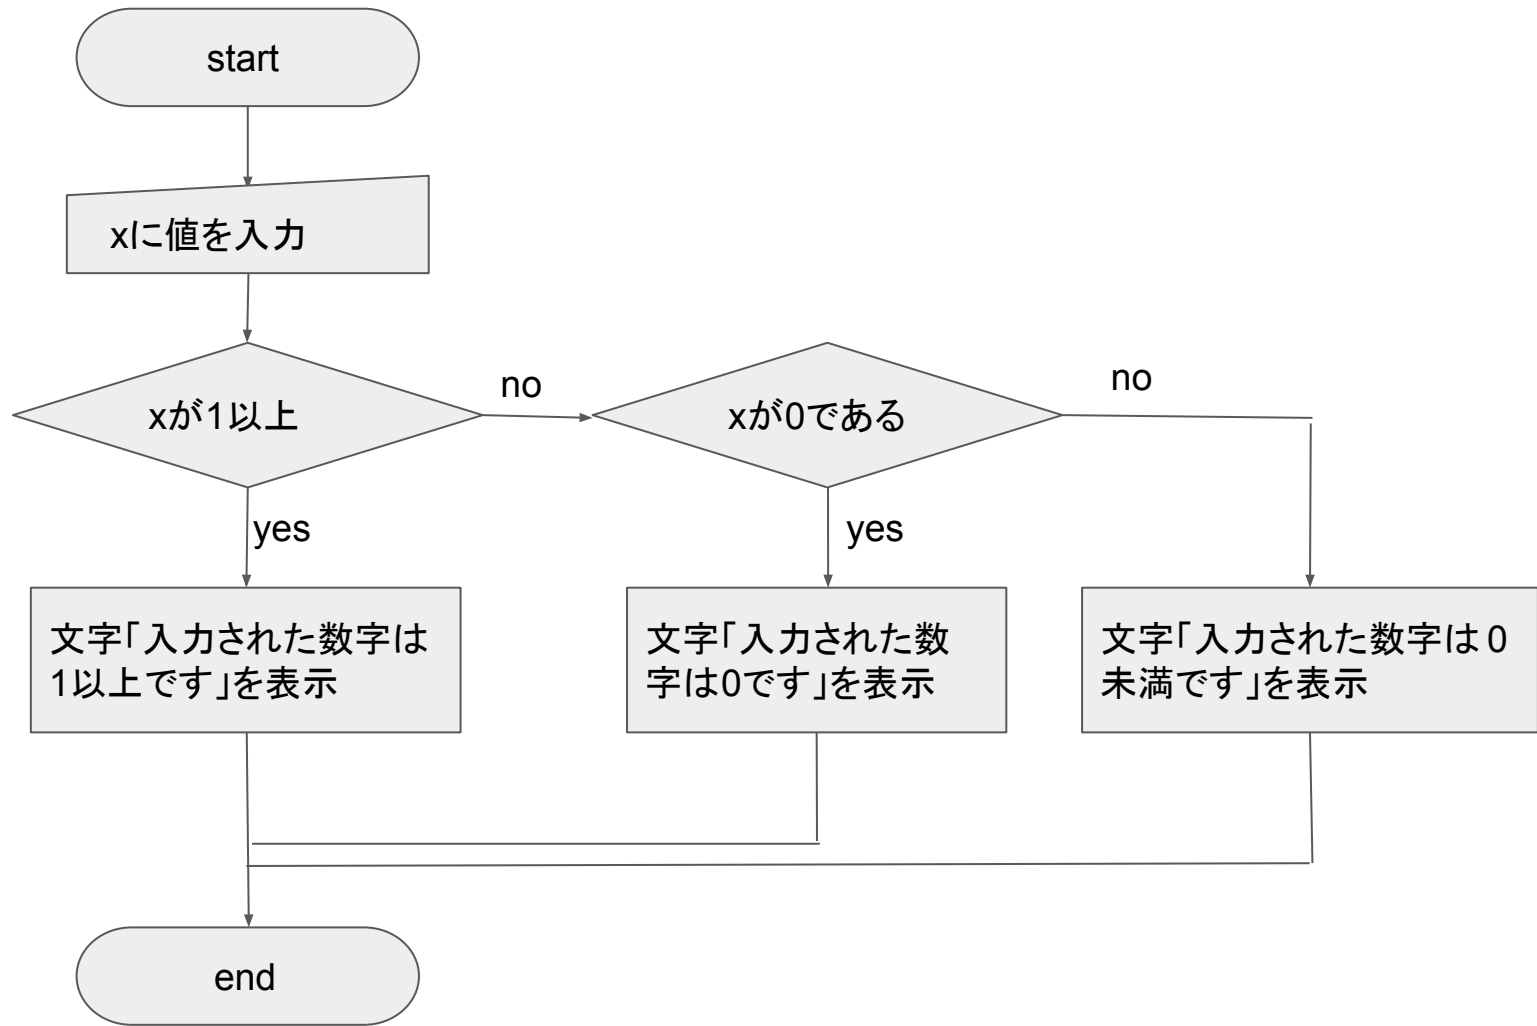 start
xに値を入力
xが1以上
no
xが0である
no
yes
yes
文字「入力された数字は
1以上です」を表示
文字「入力された数
字は0です」を表示
文字「入力された数字は0
未満です」を表示
end